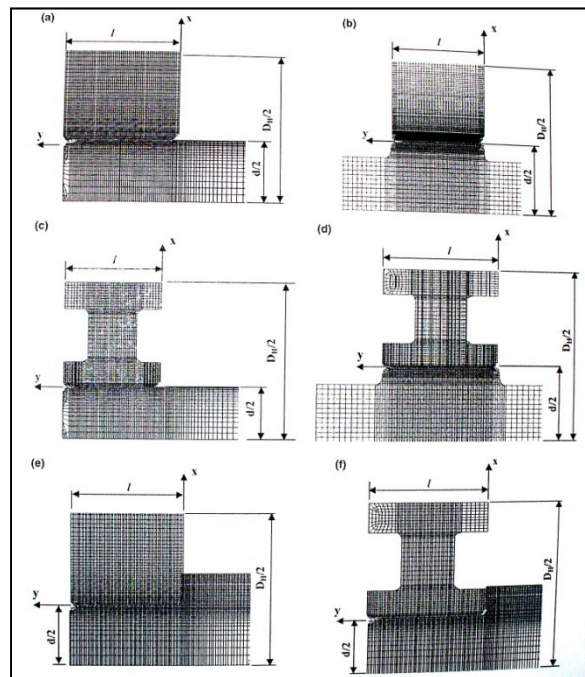 (a)
l
x
y
D_H/2
d/2
(b)
l
x
y
D_H/2
d/2
(c)
l
x
y
D_H/2
d/2
(d)
l
x
y
D_H/2
d/2
(e)
l
x
y
D_H/2
d/2
(f)
l
x
y
D_H/2
d/2